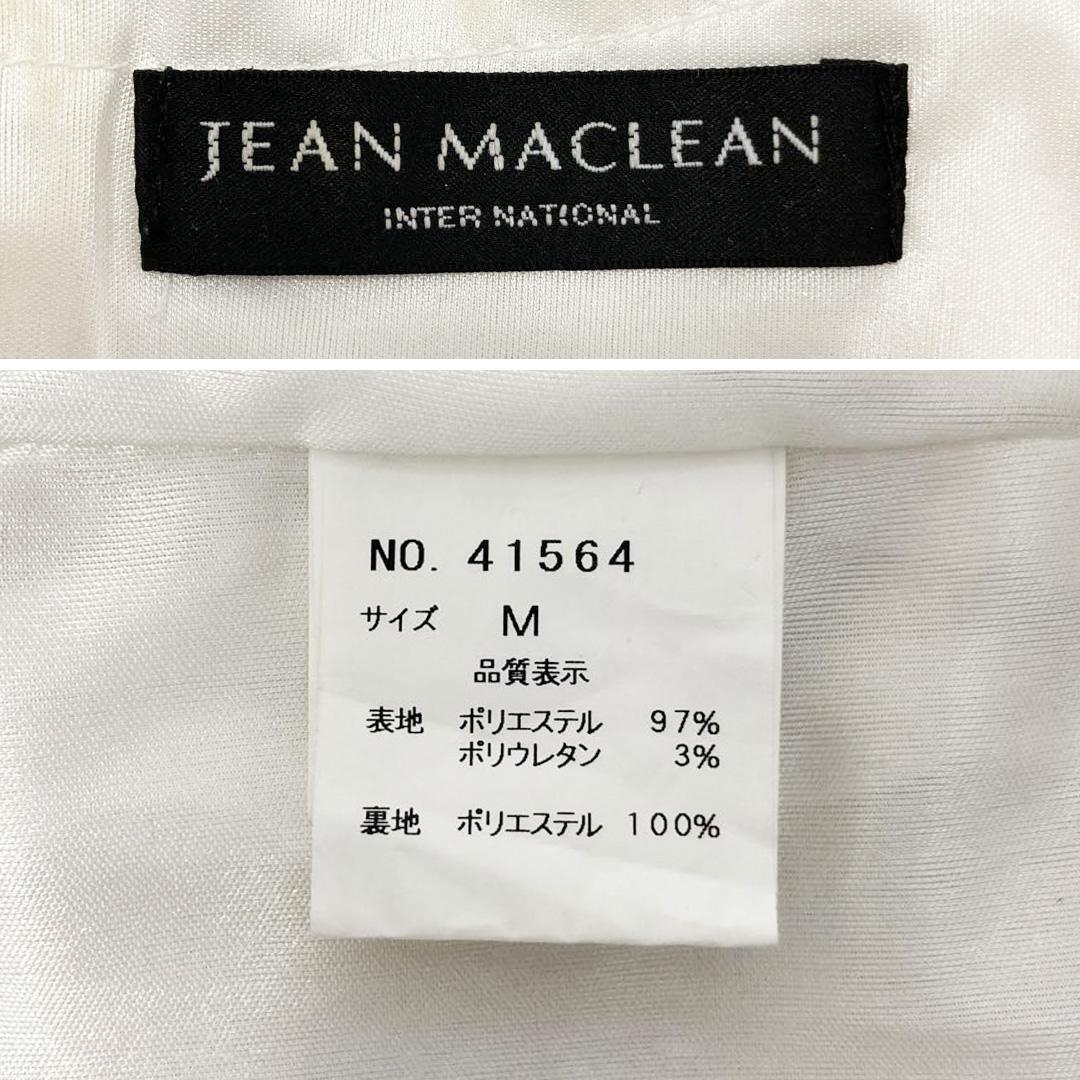 JEAN MACLEAN
INTER NATIONAL
NO. 41564
サイズ M
品質表示
表地 ポリエステル 97%
ポリウレタン 3%
裏地 ポリエステル 100%